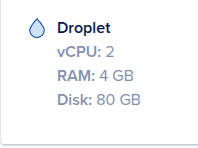 Droplet
vCPU: 2
RAM: 4 GB
Disk: 80 GB